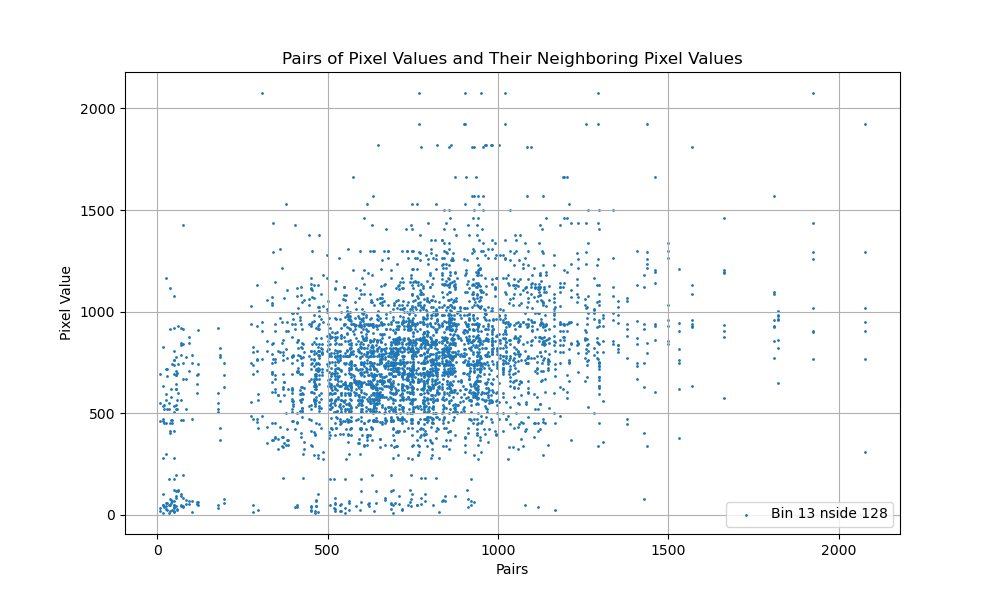 Pairs of Pixel Values and Their Neighboring Pixel Values
2000
1500
1000
500
0
Pixel Value
0 500 1000 1500 2000
Pairs
Bin 13 nside 128